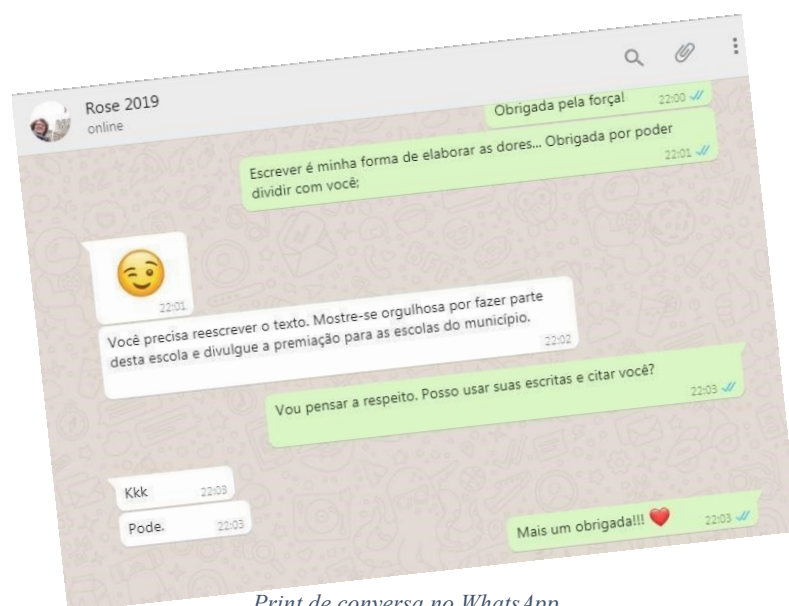 Rose 2019
online
Obrigada pela força!
22:00
Escrever é minha forma de elaborar as dores... Obrigada por poder
dividir com você;
22:01
22:01
Você precisa reescrever o texto. Mostre-se orgulhosa por fazer parte
desta escola e divulgue a premiação para as escolas do município.
22:02
Vou pensar a respeito. Posso usar suas escritas e citar você?
22:03
Kkk 22:03
Pode. 22:03
Mais um obrigada!!! ❤️ 22:03
Print de conversa no WhatsApp